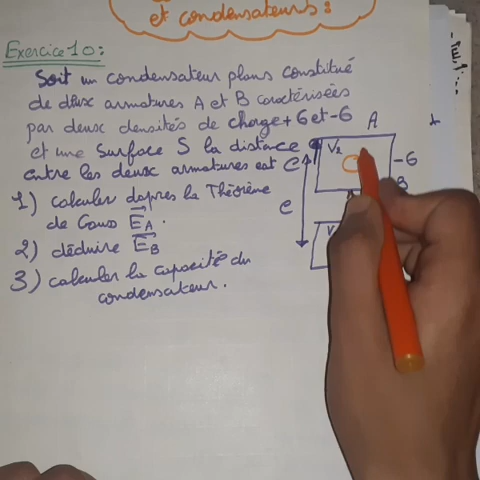 et condensateurs :
Exercice 10 :
Soit un condensateur plans constitué
de deux armatures A et B caractérisées
par deux densités de charge +6 et -6
et une surface S la distance
entre les deux armatures est e
1) calculer d'après la Théorème
de Gauss E_A.
2) déduire E_B
3) calculer la capacité du
condensateur.
A
V₂
-6
B
e
V